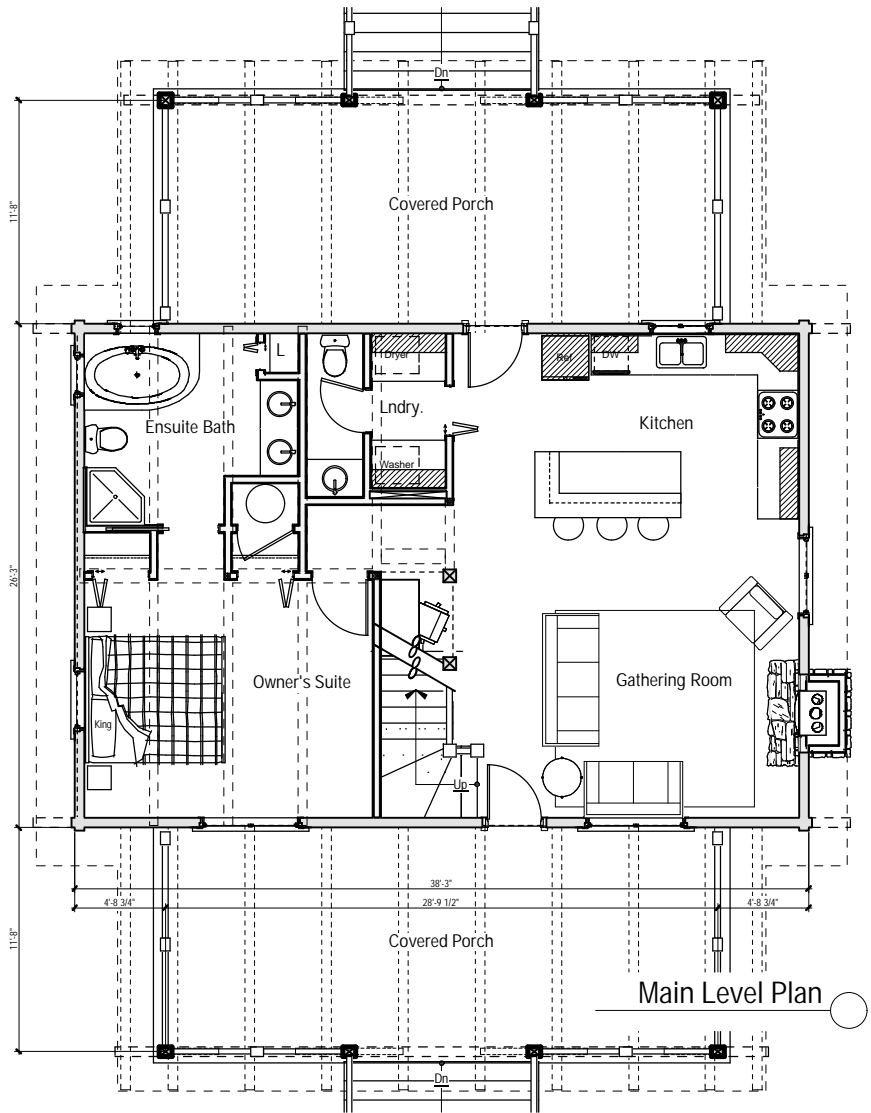 Dn
11'-8"
Covered Porch
L
Dryer
Ref
DW
Lndry.
Ensuite Bath
Kitchen
Washer
26'-3"
Owner's Suite
Gathering Room
King
Up
38'-3"
4'-8 3/4"
28'-9 1/2"
4'-8 3/4"
11'-8"
Covered Porch
Main Level Plan
Dn